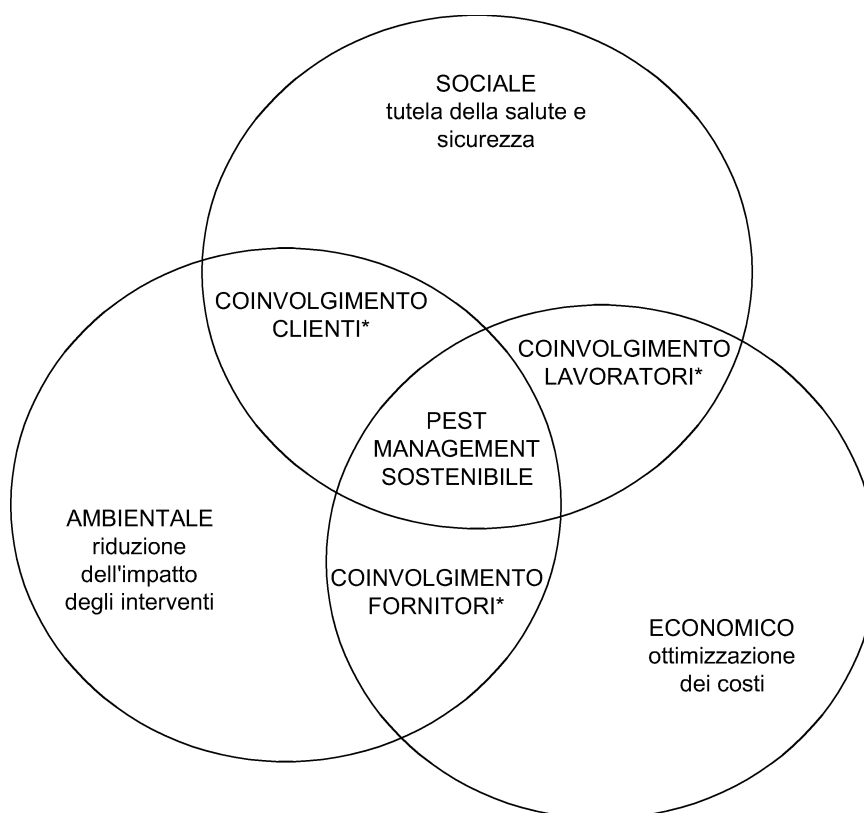 SOCIALE
tutela della salute e
sicurezza
COINVOLGIMENTO
CLIENTI*
COINVOLGIMENTO
LAVORATORI*
PEST
MANAGEMENT
SOSTENIBILE
AMBIENTALE
riduzione
dell'impatto
degli interventi
COINVOLGIMENTO
FORNITORI*
ECONOMICO
ottimizzazione
dei costi